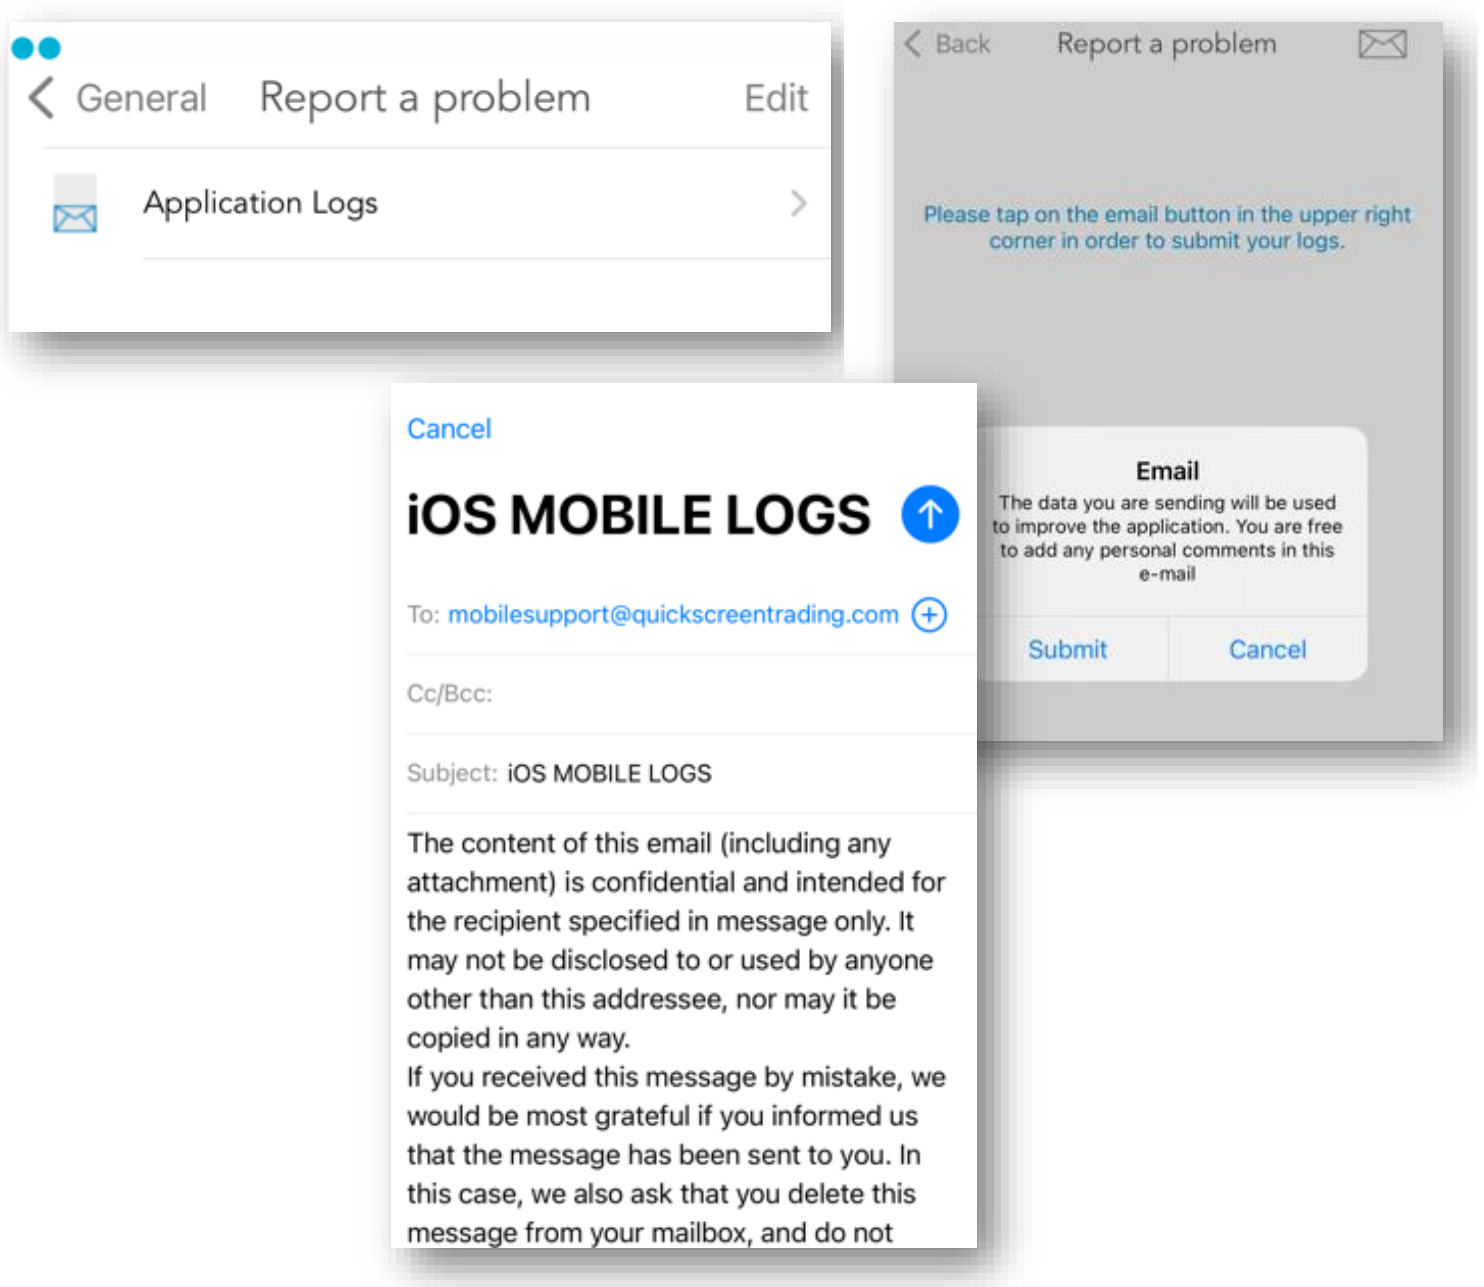 General Report a problem Edit
Application Logs
Back Report a problem
Please tap on the email button in the upper right
corner in order to submit your logs.
Email
The data you are sending will be used
to improve the application. You are free
to add any personal comments in this
e-mail
Submit Cancel
Cancel
iOS MOBILE LOGS
To: mobilesupport@quickscreentrading.com
Cc/Bcc:
Subject: iOS MOBILE LOGS
The content of this email (including any
attachment) is confidential and intended for
the recipient specified in message only. It
may not be disclosed to or used by anyone
other than this addressee, nor may it be
copied in any way.
If you received this message by mistake, we
would be most grateful if you informed us
that the message has been sent to you. In
this case, we also ask that you delete this
message from your mailbox, and do not